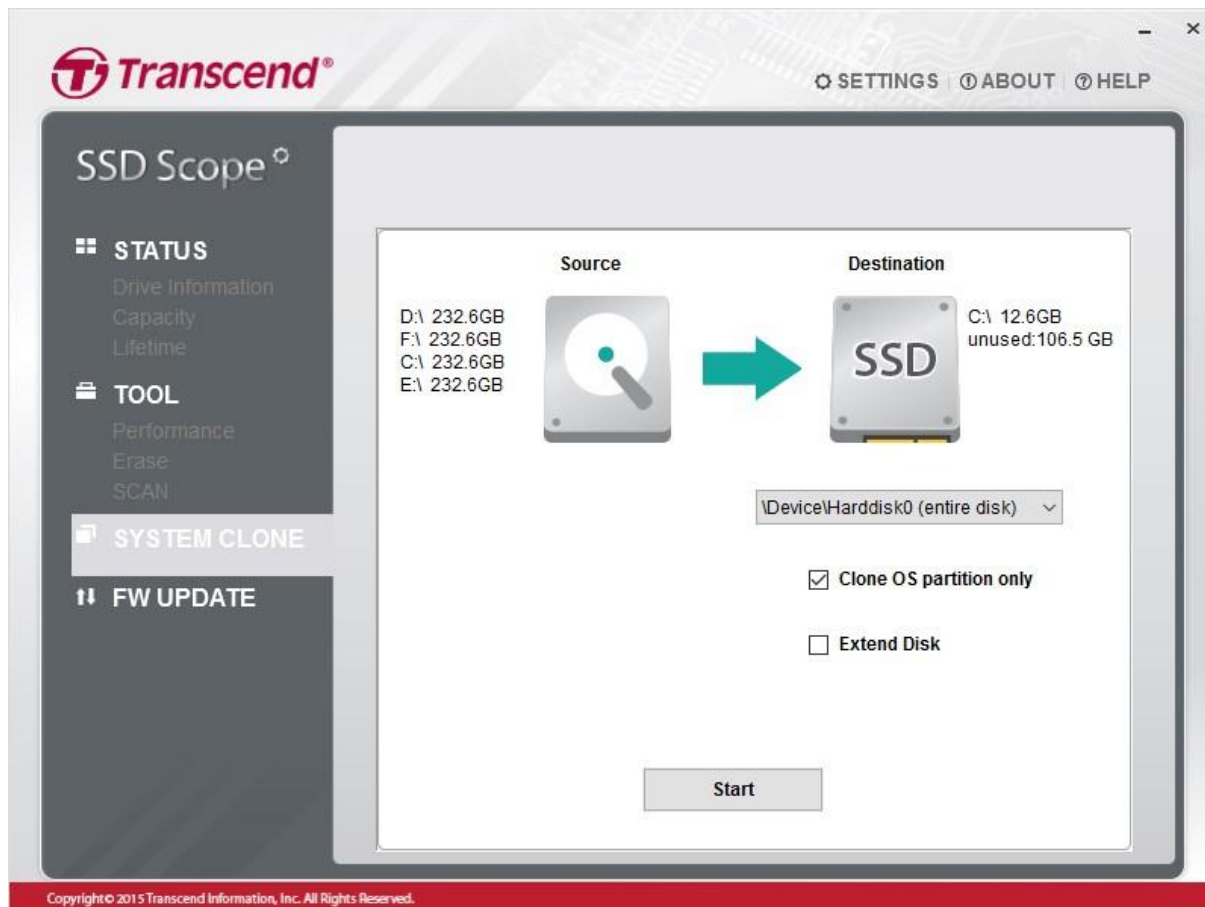 Transcend®
SETTINGS | ABOUT | HELP
SSD Scope
STATUS
Drive Information
Capacity
Lifetime
TOOL
Performance
Erase
SCAN
SYSTEM CLONE
FW UPDATE
Source
Destination
D:\ 232.6GB
F:\ 232.6GB
C:\ 232.6GB
E:\ 232.6GB
SSD
C:\ 12.6GB
unused:106.5 GB
\Device\Harddisk0 (entire disk)
Clone OS partition only
Extend Disk
Start
Copyright© 2015 Transcend Information, Inc. All Rights Reserved.